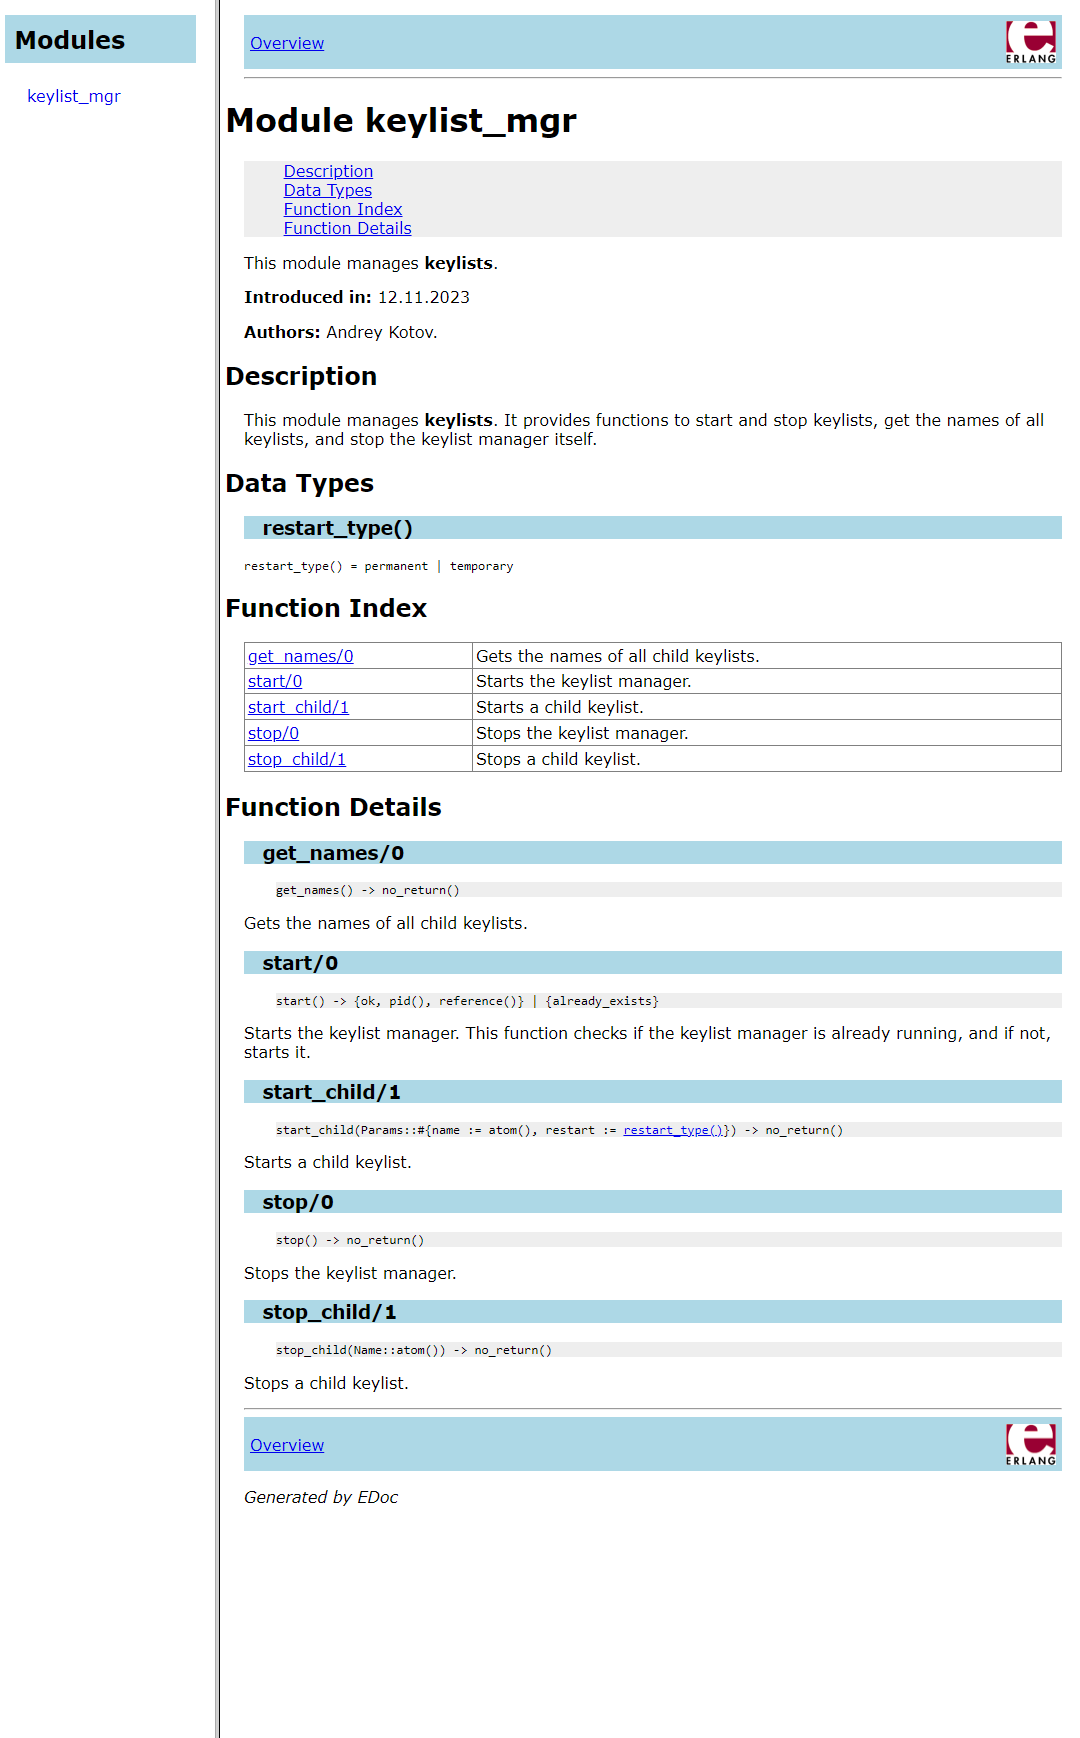 Modules
keylist_mgr
Overview
ERLANG
Module keylist_mgr
Description
Data Types
Function Index
Function Details
This module manages keylists.
Introduced in: 12.11.2023
Authors: Andrey Kotov.
Description
This module manages keylists. It provides functions to start and stop keylists, get the names of all
keylists, and stop the keylist manager itself.
Data Types
restart_type()
restart_type() = permanent | temporary
Function Index
get_names/0 Gets the names of all child keylists.
start/0 Starts the keylist manager.
start_child/1 Starts a child keylist.
stop/0 Stops the keylist manager.
stop_child/1 Stops a child keylist.
Function Details
get_names/0
get_names() -> no_return()
Gets the names of all child keylists.
start/0
start() -> {ok, pid(), reference()} | {already_exists}
Starts the keylist manager. This function checks if the keylist manager is already running, and if not,
starts it.
start_child/1
start_child(Params::#{name := atom(), restart := restart_type()}) -> no_return()
Starts a child keylist.
stop/0
stop() -> no_return()
Stops the keylist manager.
stop_child/1
stop_child(Name::atom()) -> no_return()
Stops a child keylist.
Overview
ERLANG
Generated by EDoc